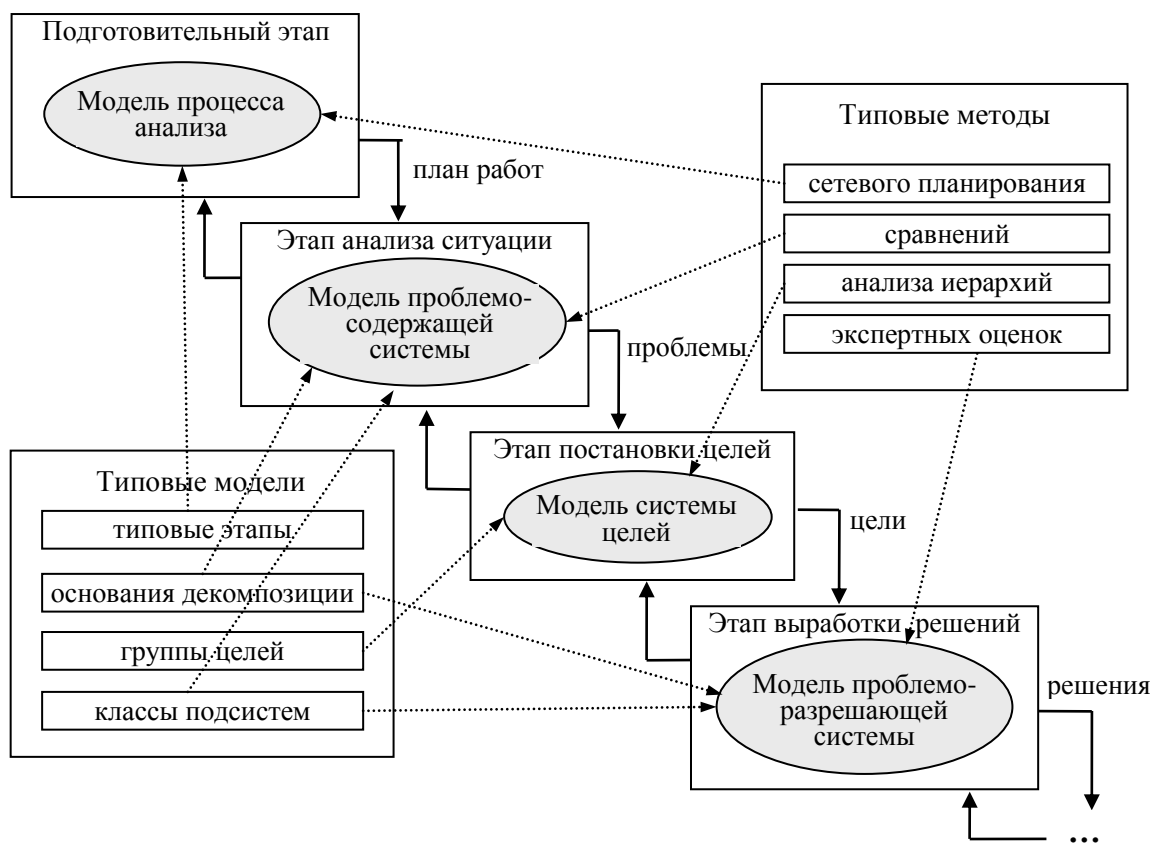 Подготовительный этап
Модель процесса
анализа
план работ
Типовые методы
сетевого планирования
сравнений
анализа иерархий
экспертных оценок
Этап анализа ситуации
Модель проблемо-
содержащей
системы
проблемы
Этап постановки целей
Модель системы
целей
цели
Типовые модели
типовые этапы
основания декомпозиции
группы целей
классы подсистем
Этап выработки решений
Модель проблемо-
разрешающей
системы
решения
...